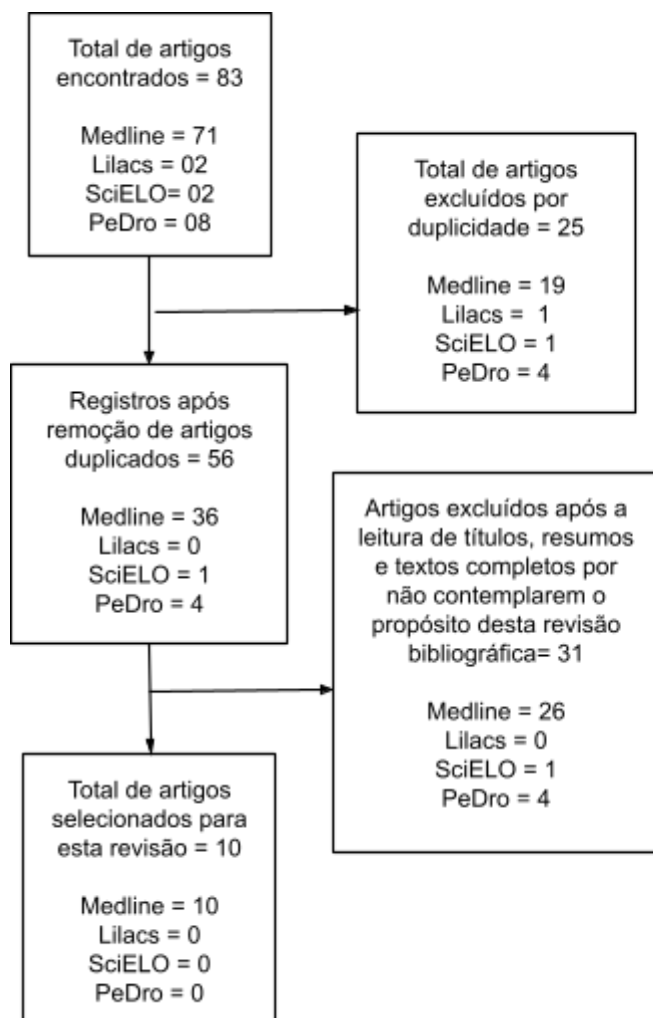 Total de artigos
encontrados = 83
Medline = 71
Lilacs = 02
SciELO= 02
PeDro = 08
Total de artigos
excluídos por
duplicidade = 25
Medline = 19
Lilacs = 1
SciELO = 1
PeDro = 4
Registros após
remoção de artigos
duplicados = 56
Medline = 36
Lilacs = 0
SciELO = 1
PeDro = 4
Artigos excluídos após a
leitura de títulos, resumos
e textos completos por
não contemplarem o
propósito desta revisão
bibliográfica= 31
Medline = 26
Lilacs = 0
SciELO = 1
PeDro = 4
Total de artigos
selecionados para
esta revisão = 10
Medline = 10
Lilacs = 0
SciELO = 0
PeDro = 0